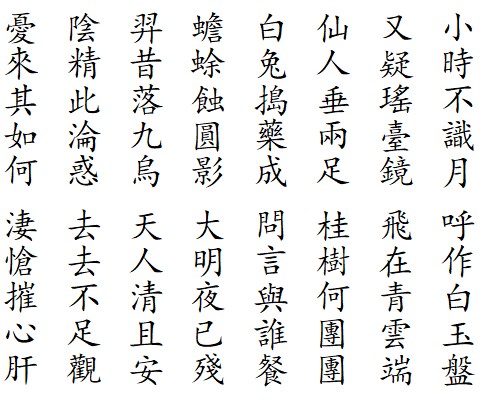 小時不識月 呼作白玉盤
又疑瑤臺鏡 飛在青雲端
仙人垂兩足 桂樹何團團
白兔搗藥成 問言與誰餐
蟾蜍蝕圓影 大明夜已殘
羿昔落九烏 天人清且安
陰精此淪惑 去去不足觀
憂來其如何 淒愴摧心肝